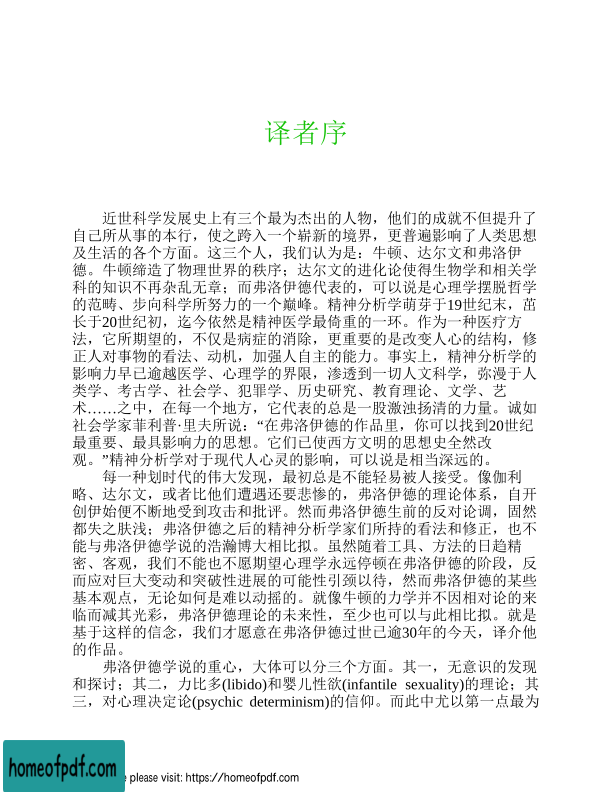 译者序
近世科学发展史上有三个最为杰出的人物，他们的成就不但提升了
自己所从事的本行，使之跨入一个崭新的境界，更普遍影响了人类思想
及生活的各个方面。这三个人，我们认为是：牛顿、达尔文和弗洛伊
德。牛顿缔造了物理世界的秩序；达尔文的进化论使得生物学和相关学
科的知识不再杂乱无章；而弗洛伊德代表的，可以说是心理学摆脱哲学
的范畴、步向科学所努力的一个巅峰。精神分析学萌芽于19世纪末，茁
长于20世纪初，迄今依然是精神医学最倚重的一环。作为一种医疗方
法，它所期望的，不仅是病症的消除，更重要的是改变人心的结构，修
正人对事物的看法、动机，加强人自主的能力。事实上，精神分析学的
影响力早已逾越医学、心理学的界限，渗透到一切人文科学，弥漫于人
类学、考古学、社会学、犯罪学、历史研究、教育理论、文学、艺
术……之中，在每一个地方，它代表的总是一股激浊扬清的力量。诚如
社会学家菲利普·里夫所说：“在弗洛伊德的作品里，你可以找到20世纪
最重要、最具影响力的思想。它们已使西方文明的思想史全然改
观。”精神分析学对于现代人心灵的影响，可以说是相当深远的。
每一种划时代的伟大发现，最初总是不能轻易被人接受。像伽利
略、达尔文，或者比他们遭遇还要悲惨的，弗洛伊德的理论体系，自开
创伊始便不断地受到攻击和批评。然而弗洛伊德生前的反对论调，固然
都失之肤浅；弗洛伊德之后的精神分析学家们所持的看法和修正，也不
能与弗洛伊德学说的浩瀚博大相比拟。虽然随着工具、方法的日趋精
密、客观，我们不能也不愿期望心理学永远停顿在弗洛伊德的阶段，反
而应对巨大变动和突破性进展的可能性引颈以待，然而弗洛伊德的某些
基本观点，无论如何是难以动摇的。就像牛顿的力学并不因相对论的来
临而减其光彩，弗洛伊德理论的未来性，至少也可以与此相比拟。就是
基于这样的信念，我们才愿意在弗洛伊德过世已逾30年的今天，译介他
的作品。
弗洛伊德学说的重心，大体可以分三个方面。其一，无意识的发现
和探讨；其二，力比多(libido)和婴儿性欲(infantile sexuality)的理论；其
三，对心理决定论(psychic determinism)的信仰。而此中尤以第一点最为
homeofpdf.com
e please visit: https://homeofpdf.com